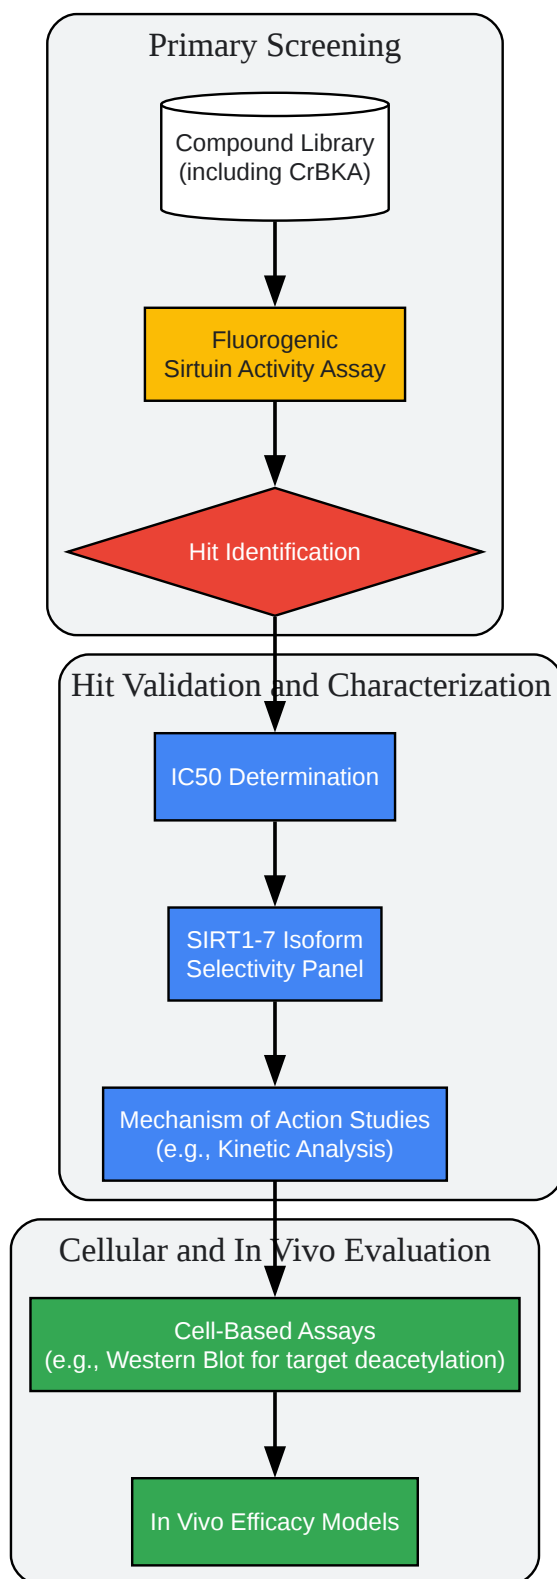 Primary Screening
Compound Library
(including CrBKA)
Fluorogenic
Sirtuin Activity Assay
Hit Identification
Hit Validation and Characterization
IC50 Determination
SIRT1-7 Isoform
Selectivity Panel
Mechanism of Action Studies
(e.g., Kinetic Analysis)
Cellular and In Vivo Evaluation
Cell-Based Assays
(e.g., Western Blot for target deacetylation)
In Vivo Efficacy Models